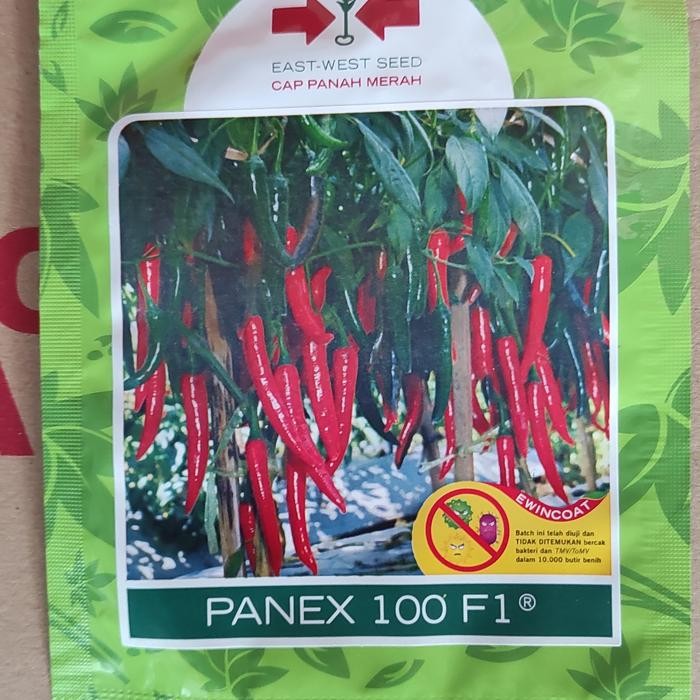 EAST-WEST SEED
CAP PANAH MERAH
EWINCOAT
Batch ini telah diuji dan
TIDAK DITEMUKAN bercak
bakteri dan TMV/ToMV
dalam 10.000 butir benih
PANEX 100 F1®